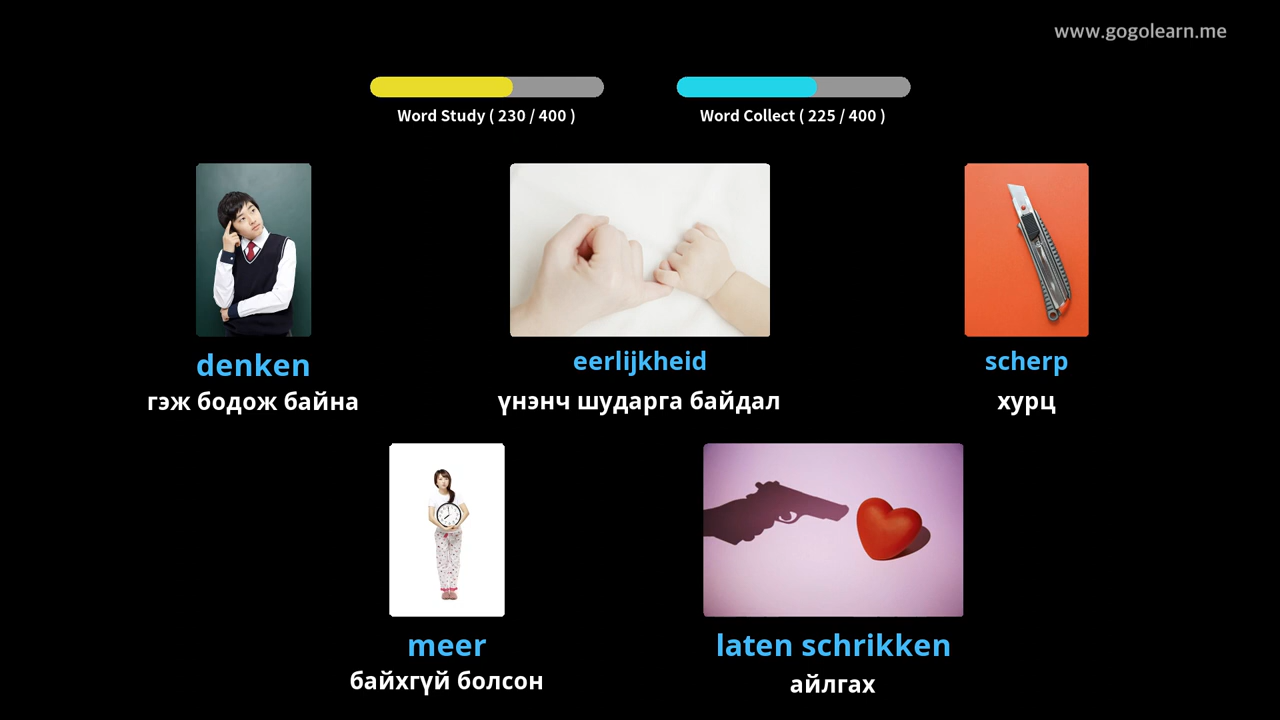 www.gogolearn.me
Word Study ( 230 / 400 )
Word Collect ( 225 / 400 )
denken
гэж бодож байна
eerlijkheid
үнэнч шударга байдал
scherp
хурц
meer
байхгүй болсон
laten schrikken
айлгах